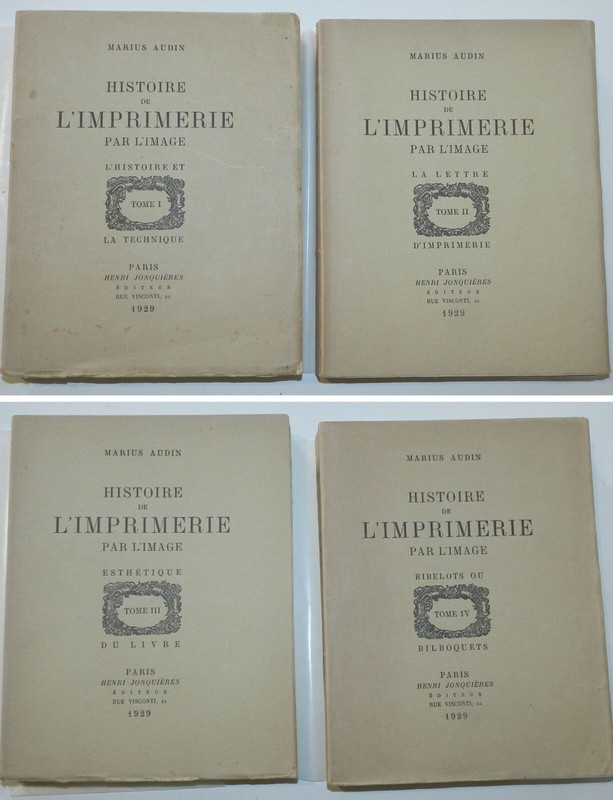 MARIUS AUDIN
HISTOIRE
DE
L'IMPRIMERIE
PAR L'IMAGE
L'HISTOIRE ET
TOME I
LA TECHNIQUE
PARIS
HENRI JONQUIÈRES
ÉDITEUR
RUE VISCONTI, 21
1929
MARIUS AUDIN
HISTOIRE
DE
L'IMPRIMERIE
PAR L'IMAGE
LA LETTRE
TOME II
D'IMPRIMERIE
PARIS
HENRI JONQUIÈRES
ÉDITEUR
RUE VISCONTI, 21
1929
MARIUS AUDIN
HISTOIRE
DE
L'IMPRIMERIE
PAR L'IMAGE
ESTHÉTIQUE
TOME III
DU LIVRE
PARIS
HENRI JONQUIÈRES
ÉDITEUR
RUE VISCONTI, 21
1929
MARIUS AUDIN
HISTOIRE
DE
L'IMPRIMERIE
PAR L'IMAGE
BIBELOTS OU
TOME IV
BILBOQUETS
PARIS
HENRI JONQUIÈRES
ÉDITEUR
RUE VISCONTI, 21
1929